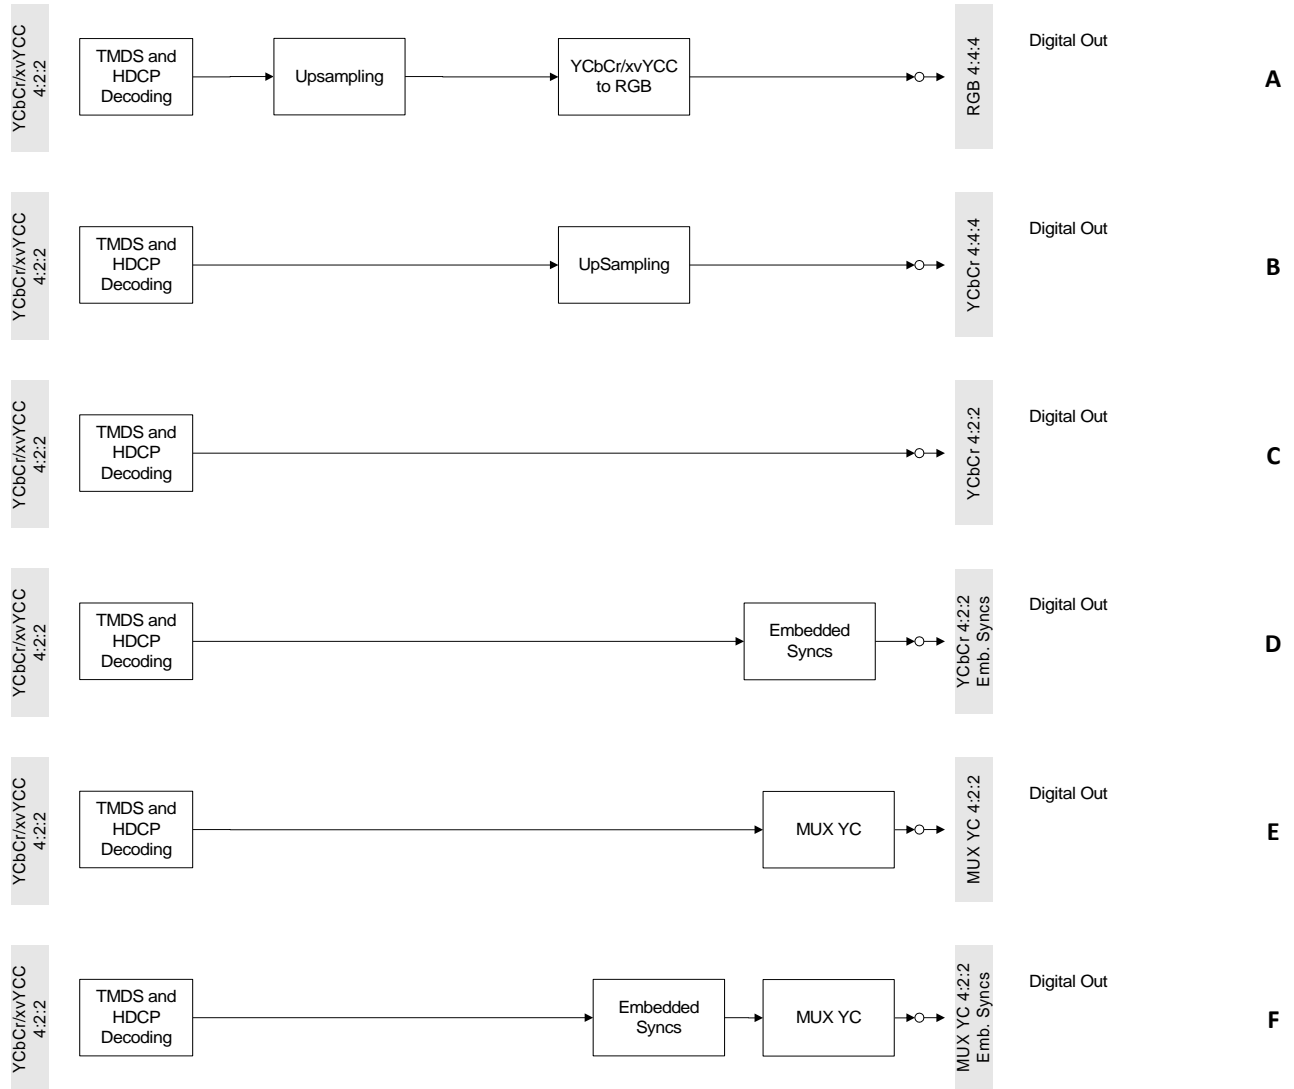 YCbCr/xvYCC
4:2:2
TMDS and
HDCP
Decoding
Upsampling
YCbCr/xvYCC
to RGB
RGB 4:4:4
Digital Out
A
YCbCr/xvYCC
4:2:2
TMDS and
HDCP
Decoding
UpSampling
YCbCr 4:4:4
Digital Out
B
YCbCr/xvYCC
4:2:2
TMDS and
HDCP
Decoding
YCbCr 4:2:2
Digital Out
C
YCbCr/xvYCC
4:2:2
TMDS and
HDCP
Decoding
Embedded
Syncs
YCbCr 4:2:2
Emb. Syncs
Digital Out
D
YCbCr/xvYCC
4:2:2
TMDS and
HDCP
Decoding
MUX YC
MUX YC 4:2:2
Digital Out
E
YCbCr/xvYCC
4:2:2
TMDS and
HDCP
Decoding
Embedded
Syncs
MUX YC
MUX YC 4:2:2
Emb. Syncs
Digital Out
F